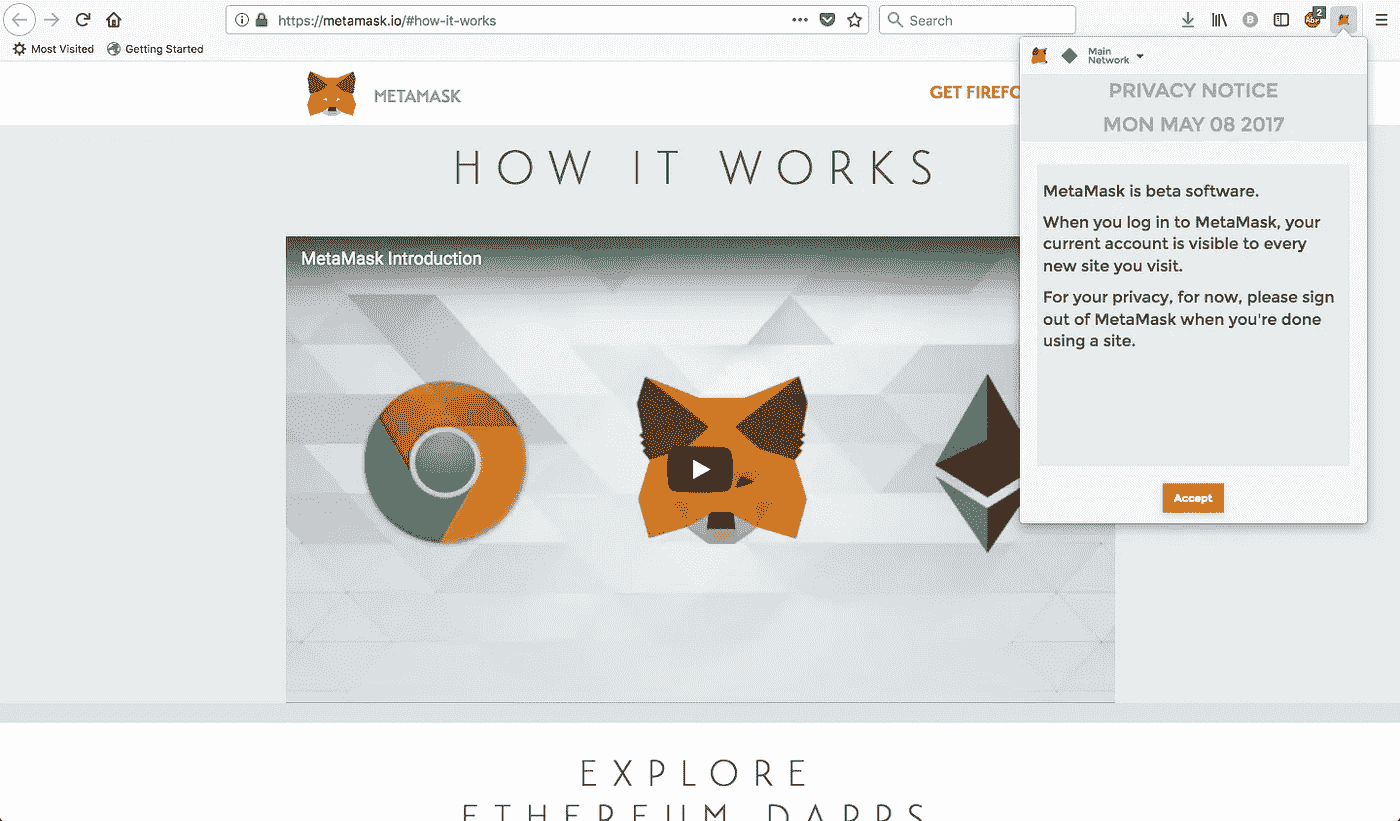 https://metamask.io/#how-it-works
Search
2
Most Visited
Getting Started
METAMASK
GET FIREFO
HOW IT WORKS
MetaMask Introduction
Main
Network
PRIVACY NOTICE
MON MAY 08 2017
MetaMask is beta software.
When you log in to MetaMask, your
current account is visible to every
new site you visit.
For your privacy, for now, please sign
out of MetaMask when you're done
using a site.
Accept
EXPLORE
ETHEREUM DAPPS